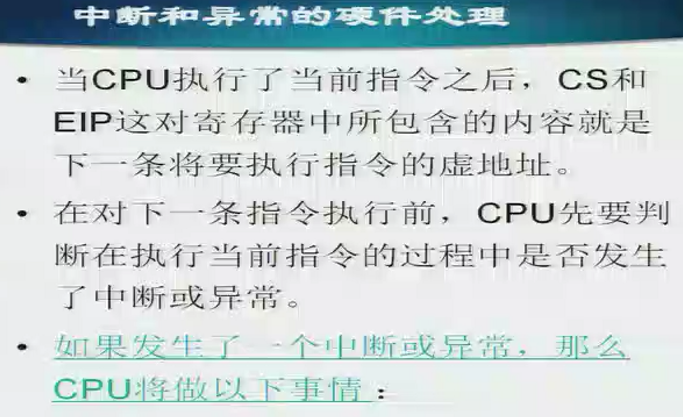 中断和异常的硬件处理
• 当CPU执行了当前指令之后，CS和
EIP这对寄存器中所包含的内容就是
下一条将要执行指令的虚地址。
• 在对下一条指令执行前，CPU先要判
断在执行当前指令的过程中是否发生
了中断或异常。
• 如果发生了一个中断或异常，那么
CPU将做以下事情：